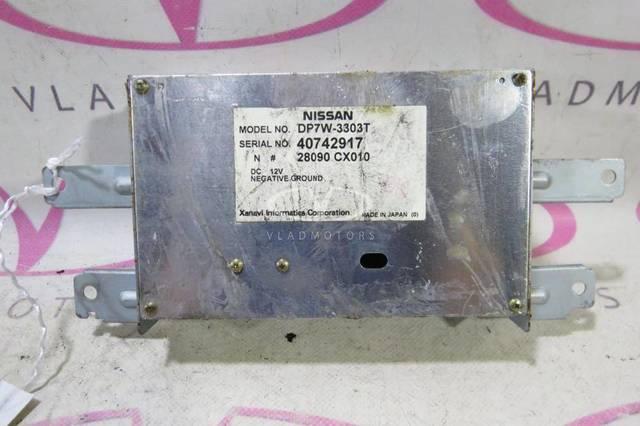 NISSAN
MODEL NO. DP7W-3303T
SERIAL NO. 40742917
N # 28090 CX010
DC 12V
NEGATIVE GROUND
Xanavi Informatics Corporation MADE IN JAPAN (0)
VLADMOTORS